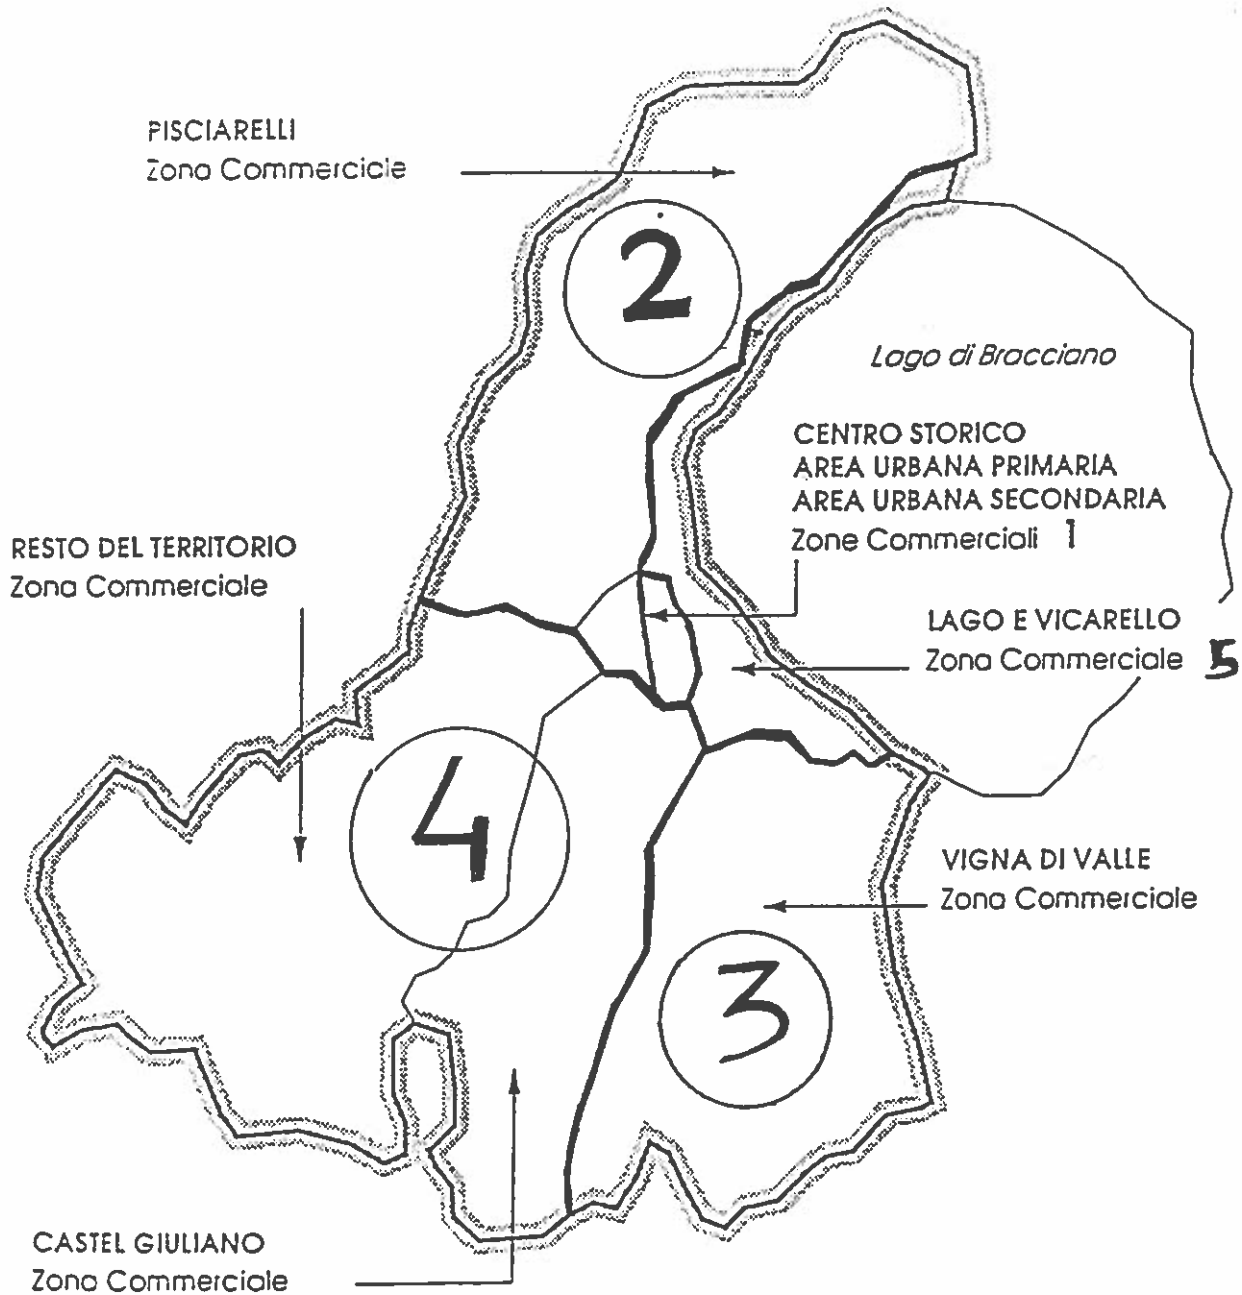 PISCIARELLI
Zona Commerciale
2
Lago di Bracciano
CENTRO STORICO
AREA URBANA PRIMARIA
AREA URBANA SECONDARIA
Zone Commerciali 1
RESTO DEL TERRITORIO
Zona Commerciale
LAGO E VICARELLO
Zona Commerciale 5
4
VIGNA DI VALLE
Zona Commerciale
3
CASTEL GIULIANO
Zona Commerciale